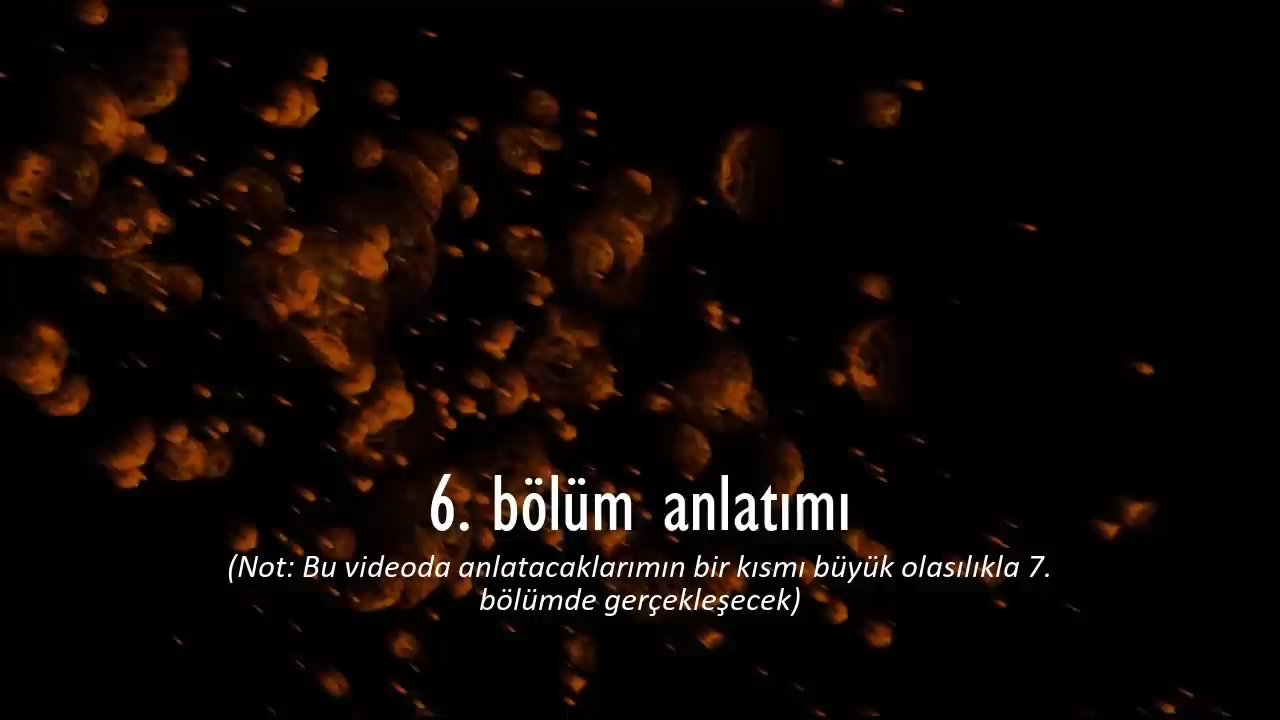 6. bölüm anlatımı
(Not: Bu videoda anlatacaklarımın bir kısmı büyük olasılıkla 7.
bölümde gerçekleşecek)